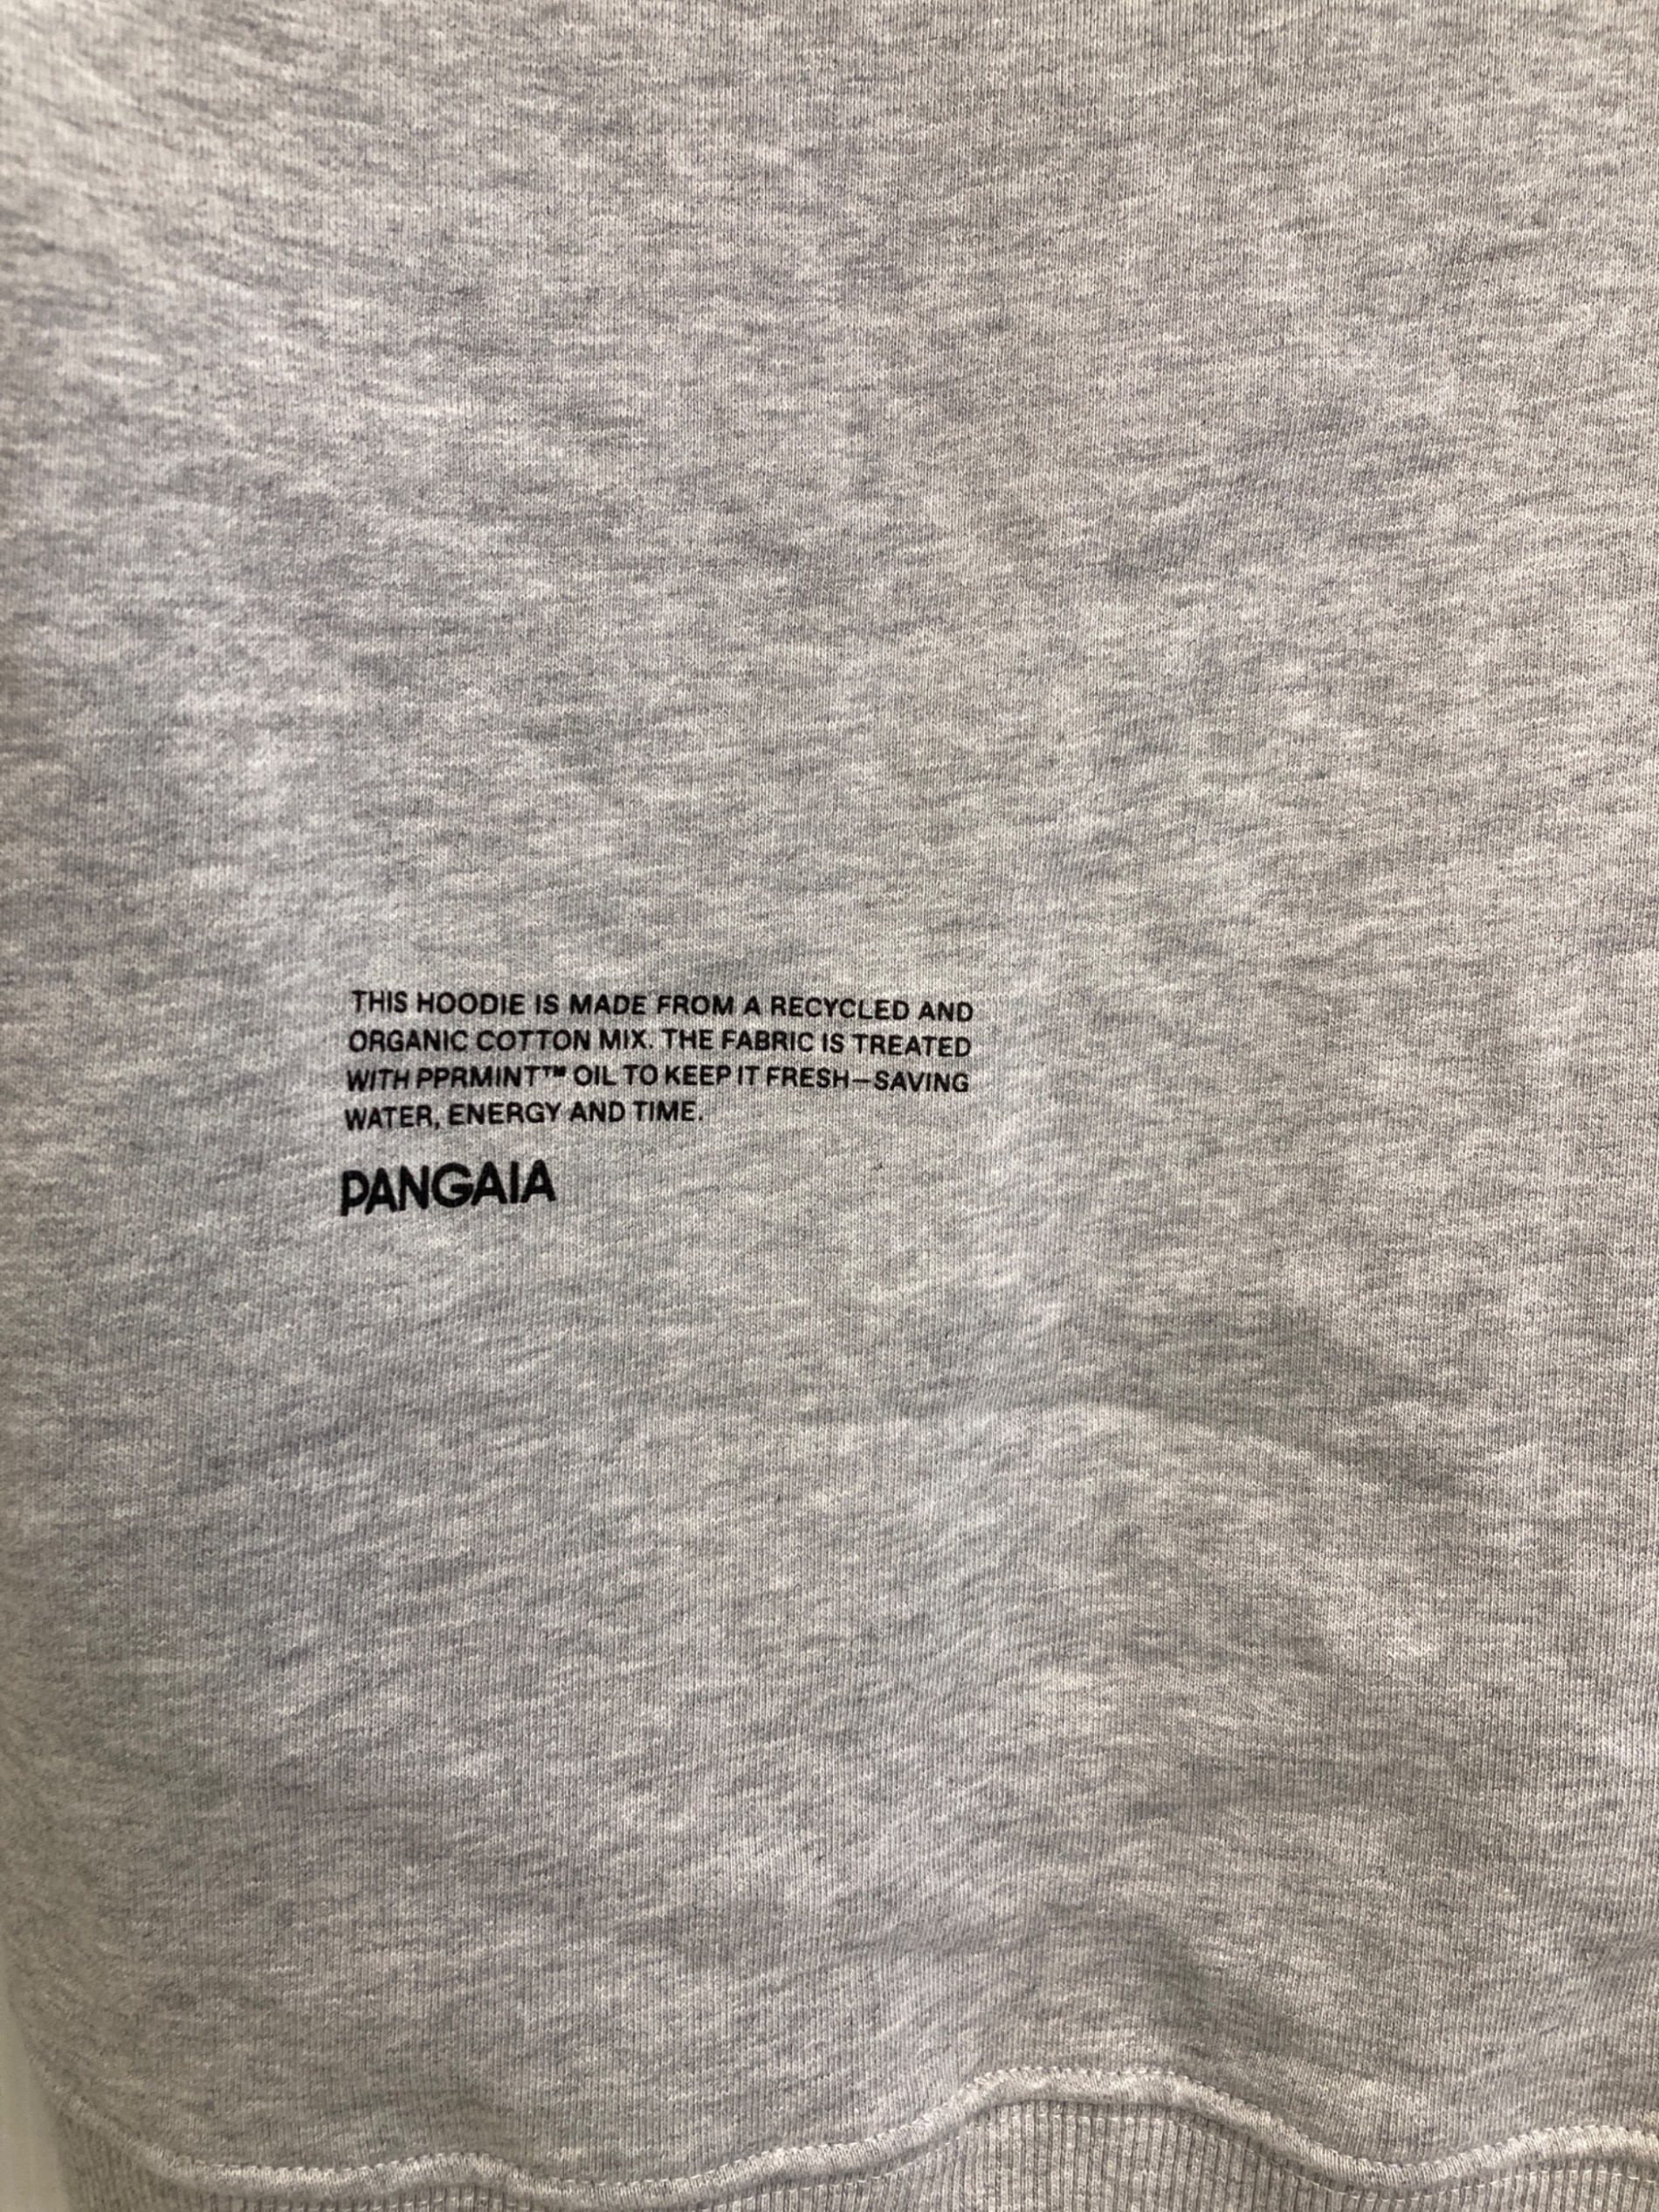 THIS HOODIE IS MADE FROM A RECYCLED AND
ORGANIC COTTON MIX. THE FABRIC IS TREATED
WITH PPRMINT™ OIL TO KEEP IT FRESH—SAVING
WATER, ENERGY AND TIME.
PANGAIA